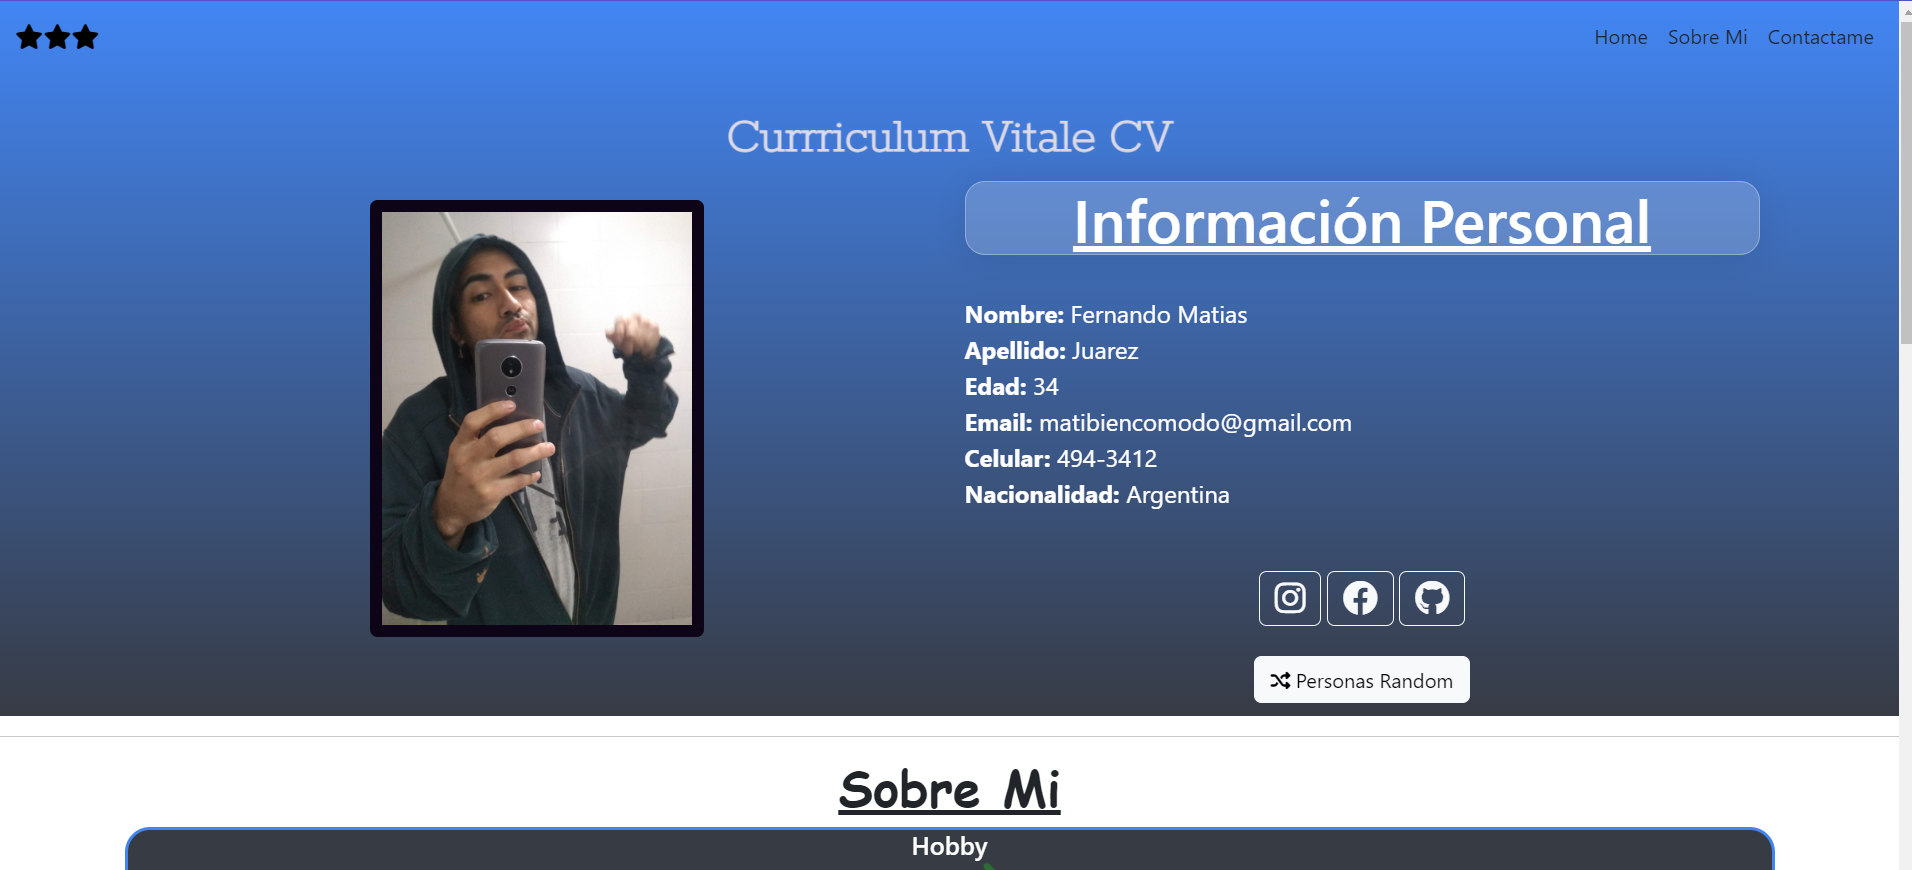 Home Sobre Mi Contactame
Currriculum Vitale CV
Información Personal
Nombre: Fernando Matias
Apellido: Juarez
Edad: 34
Email: matibiencomodo@gmail.com
Celular: 494-3412
Nacionalidad: Argentina
Personas Random
Sobre Mi
Hobby